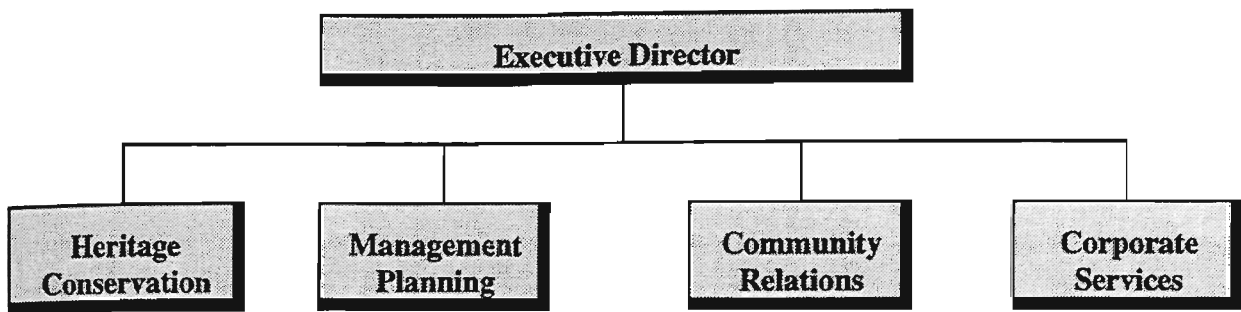 Executive Director
Heritage
Conservation
Management
Planning
Community
Relations
Corporate
Services